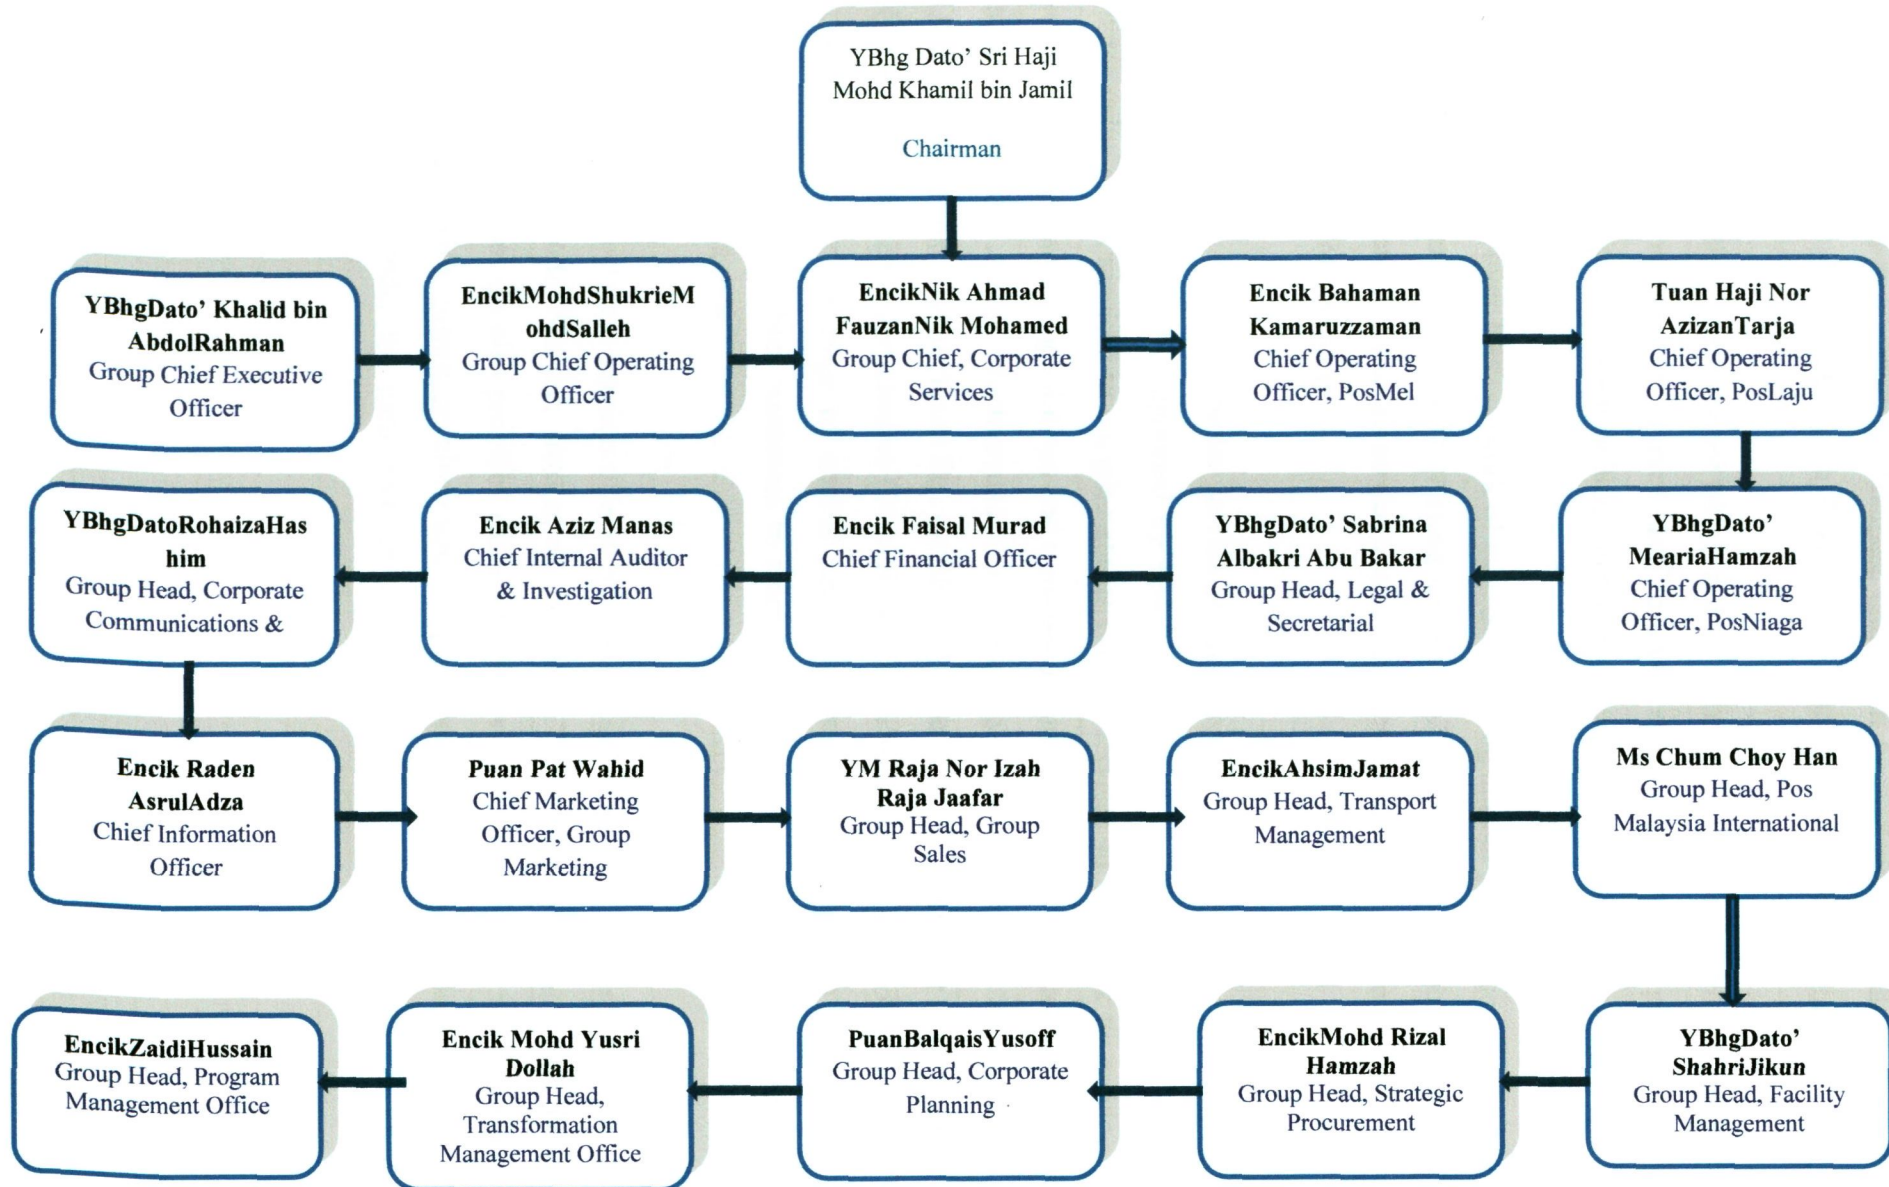 YBhg Dato’ Sri Haji
Mohd Khamil bin Jamil
Chairman
YBhgDato’ Khalid bin
AbdolRahman
Group Chief Executive
Officer
EncikMohdShukrieM
ohdSalleh
Group Chief Operating
Officer
EncikNik Ahmad
FauzanNik Mohamed
Group Chief, Corporate
Services
Encik Bahaman
Kamaruzzaman
Chief Operating
Officer, PosMel
Tuan Haji Nor
AzizanTarja
Chief Operating
Officer, PosLaju
YBhgDatoRohaizaHas
him
Group Head, Corporate
Communications &
Encik Aziz Manas
Chief Internal Auditor
& Investigation
Encik Faisal Murad
Chief Financial Officer
YBhgDato’ Sabrina
Albakri Abu Bakar
Group Head, Legal &
Secretarial
YBhgDato’
MeariaHamzah
Chief Operating
Officer, PosNiaga
Encik Raden
AsrulAdza
Chief Information
Officer
Puan Pat Wahid
Chief Marketing
Officer, Group
Marketing
YM Raja Nor Izah
Raja Jaafar
Group Head, Group
Sales
EncikAhsimJamat
Group Head, Transport
Management
Ms Chum Choy Han
Group Head, Pos
Malaysia International
EncikZaidiHussain
Group Head, Program
Management Office
Encik Mohd Yusri
Dollah
Group Head,
Transformation
Management Office
PuanBalqaisYusoff
Group Head, Corporate
Planning
EncikMohd Rizal
Hamzah
Group Head, Strategic
Procurement
YBhgDato’
ShahriJikun
Group Head, Facility
Management